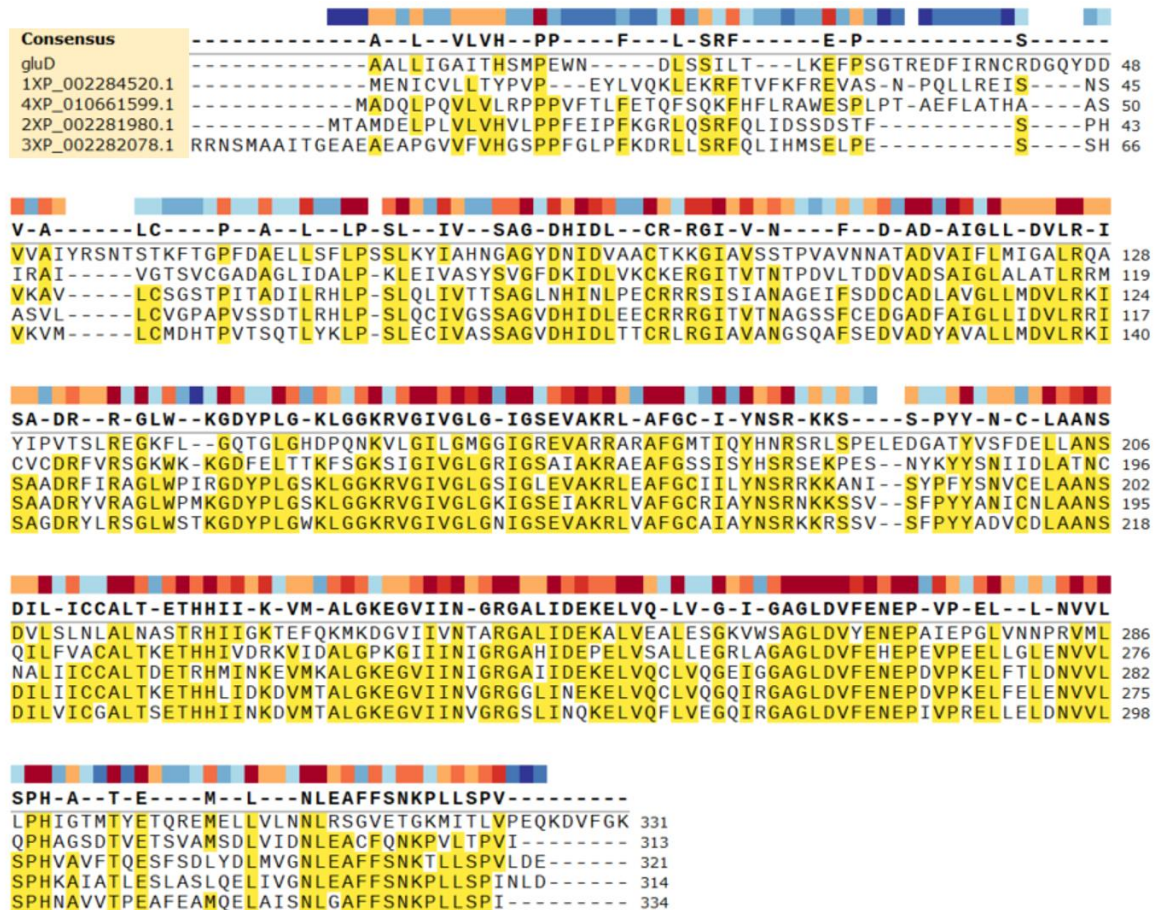 Consensus -------------A--L--VLVH--PP----F---L-SRF------E-P-----------S----
gluD -------------AALLIGAITHSMPEWN-----DLSSILT---LKEFPSGTREDFIRNCRDGQYDD 48
1XP_002284520.1 -------------MENICVLLTYPVP---EYLVQKLEKRFTVFKFREVAS-N-PQLLREIS----NS 45
4XP_010661599.1 ------------MADQLPQVLVLRPPPVFTLFETQFSQKFHFLRAWESPLPT-AEFLATHA----AS 50
2XP_002281980.1 ----------MTAMDELPLVLVHVLPPFEIPFKGRLQSRFQLIDSSDSTF-----------S----PH 43
3XP_002282078.1 RRNSMAAITGEAEAEAPGVVFVHGSPPFGLPFKDRLLSRFQLIHMSELPE----------S----SH 66
V-A-----LC---P--A--L--LP-SL--IV--SAG-DHID---CR-RGI-V-N----F--D-AD-AIGLL-DVLR-I
VVAIYRSNTSTKFTGPFDAELLSFLPSSLKYIAHNGAGYDNIDVAACTKKGIAVSSTPVAVNNATADVAIFLMIGALRQA 128
IRAI-----VGTSVCGADAGLIDALP-KLEIVASYSVGFDKIDLVKCKERGITVTNTPDVLTDDVADSAIGLALATLRRM 119
VKAV-----LCSGSTPITADILRHLP-SLQLIVTTSAGLNHINLPECRRRSISIANAGEIFSDDCADLAVGLLMDVLRKI 124
ASVL-----LCVGPAPVSSDTLRHLP-SLQCIVGSSAGVDHIDLEECRRRGITVTNAGSSFCEDGADFAIGLLIDVLRRI 117
VKVM-----LCMDHTPVTSQTLYKLP-SLECIVASSAGVDHIDLTTCRLRGIAVANGSQAFSEDVADYAVALLMDVLRKI 140
SA-DR--R-GLW--KGDYPLG-KLGGKRVGIVGLG-IGSEVAKRL-AFGC-I-YNSR-KKS----S-PYY-N-C-LAANS
YIPVTSLREGKFL--GQTGLGHDPQNKVLGILGMGGIGREVARRARAFGMTIQYHNRSRLSPELEDGATYVSFDELLANS 206
CVCDRFVRSGKWK-KGDFELTTKFSGKSIGIVGLGRIGSAIAKRAEAFGSSISYHSRSEKPES--NYKYYSNIIDLATNC 196
SAADRFIRAGLWPIRGDYPLGSKLGGKRVGIVGLGSIGLEVAKRLEAFGCIILYNSRRKKANI--SYPFYSNVCELAANS 202
SAADRYVRAGLWPMKGDYPLGSKLGGKRVGIVGLGKIGSEIAKRLVAFGCRIAYNSRNKKSSV--SFPYYANICNLAANS 195
SAGDRYLRSGLWSTKGDYPLGWKLGGKRVGIVGLGNIGSEVAKRLVAFGCAIAYNSRKKRSSV--SFPYYADVCDLAANS 218
DIL-ICCALT-ETHHII-K-VM-ALGKEGVIIN-GRGALIDEKELVQ-LV-G-I-GAGLDVFENEP-VP-EL--L-NVVL
DVLSLNLALNASTRHIIGKTEFQKMKDGVIIVNTARGALIDEKALVEALESGKVWSAGLDVYENEPAIEPGLVNNPRVML 286
QILFVACALTKETHHIVDRKVIDALGPKGIIINIGRGAHIDEPELVSALLEGRLAGAGLDVFEHEPEVPEELLGLENVVL 276
NALIICCALTDETRHMINKEVMKALGKEGVIINIGRGAIIDEKELVQCLVQGEIGGAGLDVFENEPDVPKELFTLDNVVL 282
DILIICCALTKETHHLIDKDVMTALGKEGVIINVGRGGLINEKELVQCLVQGQIRGAGLDVFENEPDVPKELFELENVVL 275
DILVICGALTSETHHIINKDVMTALGKEGVIINVGRGSLINQKELVQFLVEGQIRGAGLDVFENEPIVPRELLELDNVVL 298
SPH-A--T-E----M--L---NLEAFFSNKPLLSPV---------
LPHIGTMTYETQREMELLVLNNLRSGVETGKMITLVPEQKDVFGK 331
QPHAGSDTVETSVAMSDLVIDNLEACFQNKPVLTPVI-------- 313
SPHVAVFTQESFSDLYDLMVGNLEAFFSNKTLLSPVLDE------ 321
SPHKAIATLESLASLQELIVGNLEAFFSNKPLLSPINLD------ 314
SPHNAVVTPEAFEAMQELAISNLGAFFSNKPLLSPI-------- 334